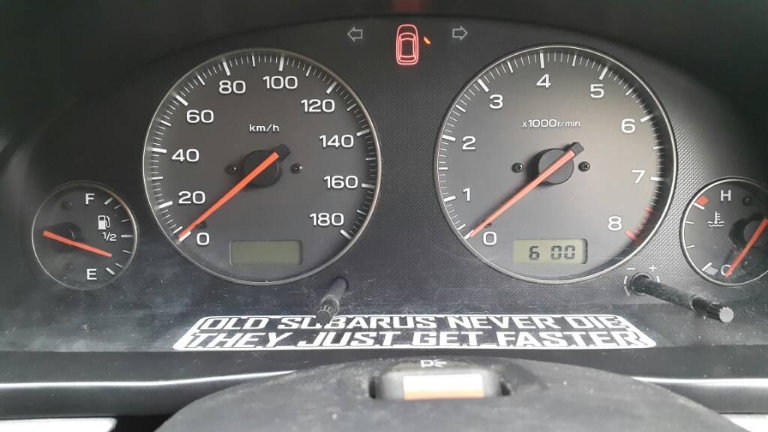 F
1/2
E
0
20
40
60
80
100
120
140
160
180
km/h
0
1
2
3
4
5
6
7
8
x1000r/min
6 00
H
C
- +
OLD SUBARUS NEVER DIE
THEY JUST GET FASTER
P